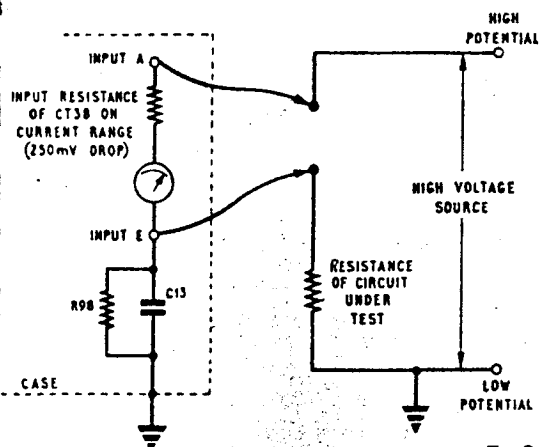 HIGH
POTENTIAL
INPUT A
INPUT RESISTANCE
OF CT38 ON
CURRENT RANGE
(250mV DROP)
HIGH VOLTAGE
SOURCE
INPUT E
RESISTANCE
OF CIRCUIT
UNDER
TEST
R98
C13
CASE
LOW
POTENTIAL